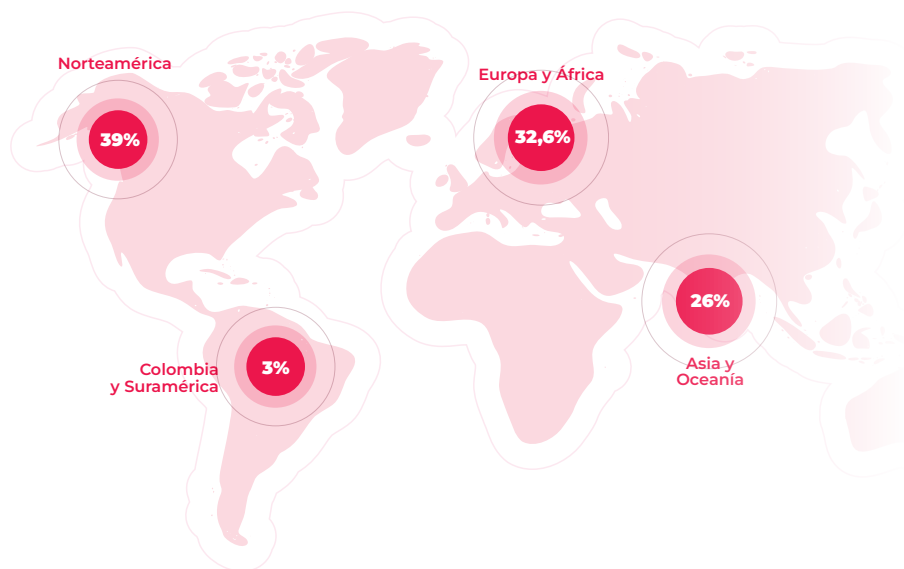 Norteamérica
39%
Europa y África
32,6%
26%
Asia y
Oceanía
3%
Colombia
y Suramérica